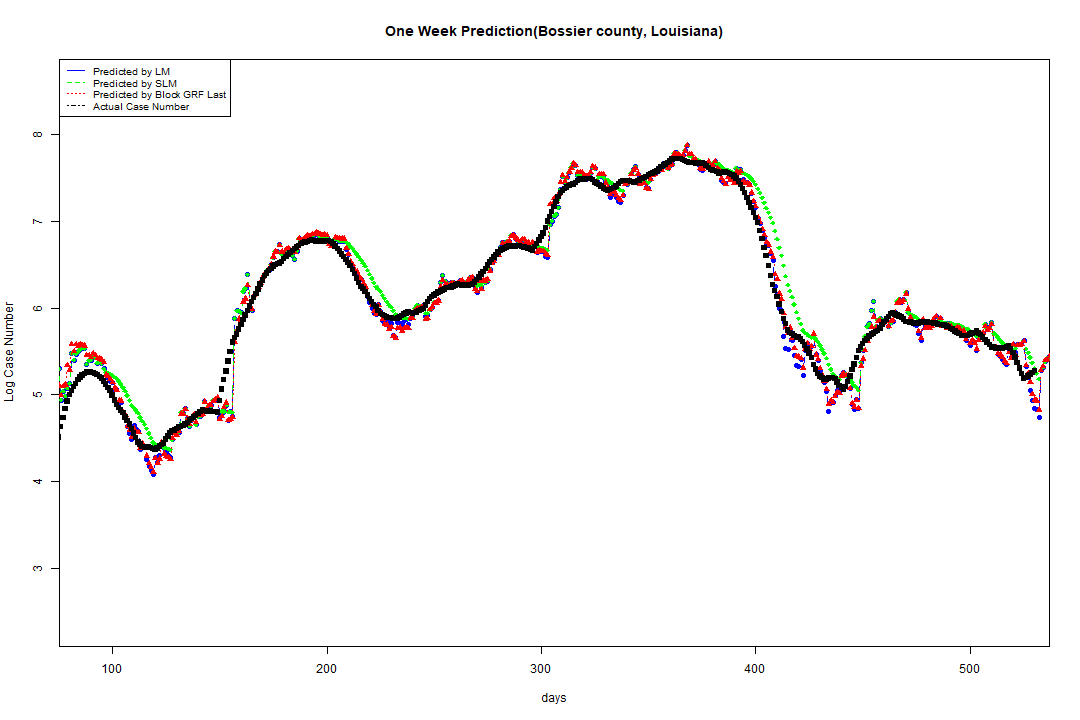 One Week Prediction(Bossier county, Louisiana)
Predicted by LM
Predicted by SLM
Predicted by Block GRF Last
Actual Case Number
Log Case Number
8
7
6
5
4
3
100 200 300 400 500
days